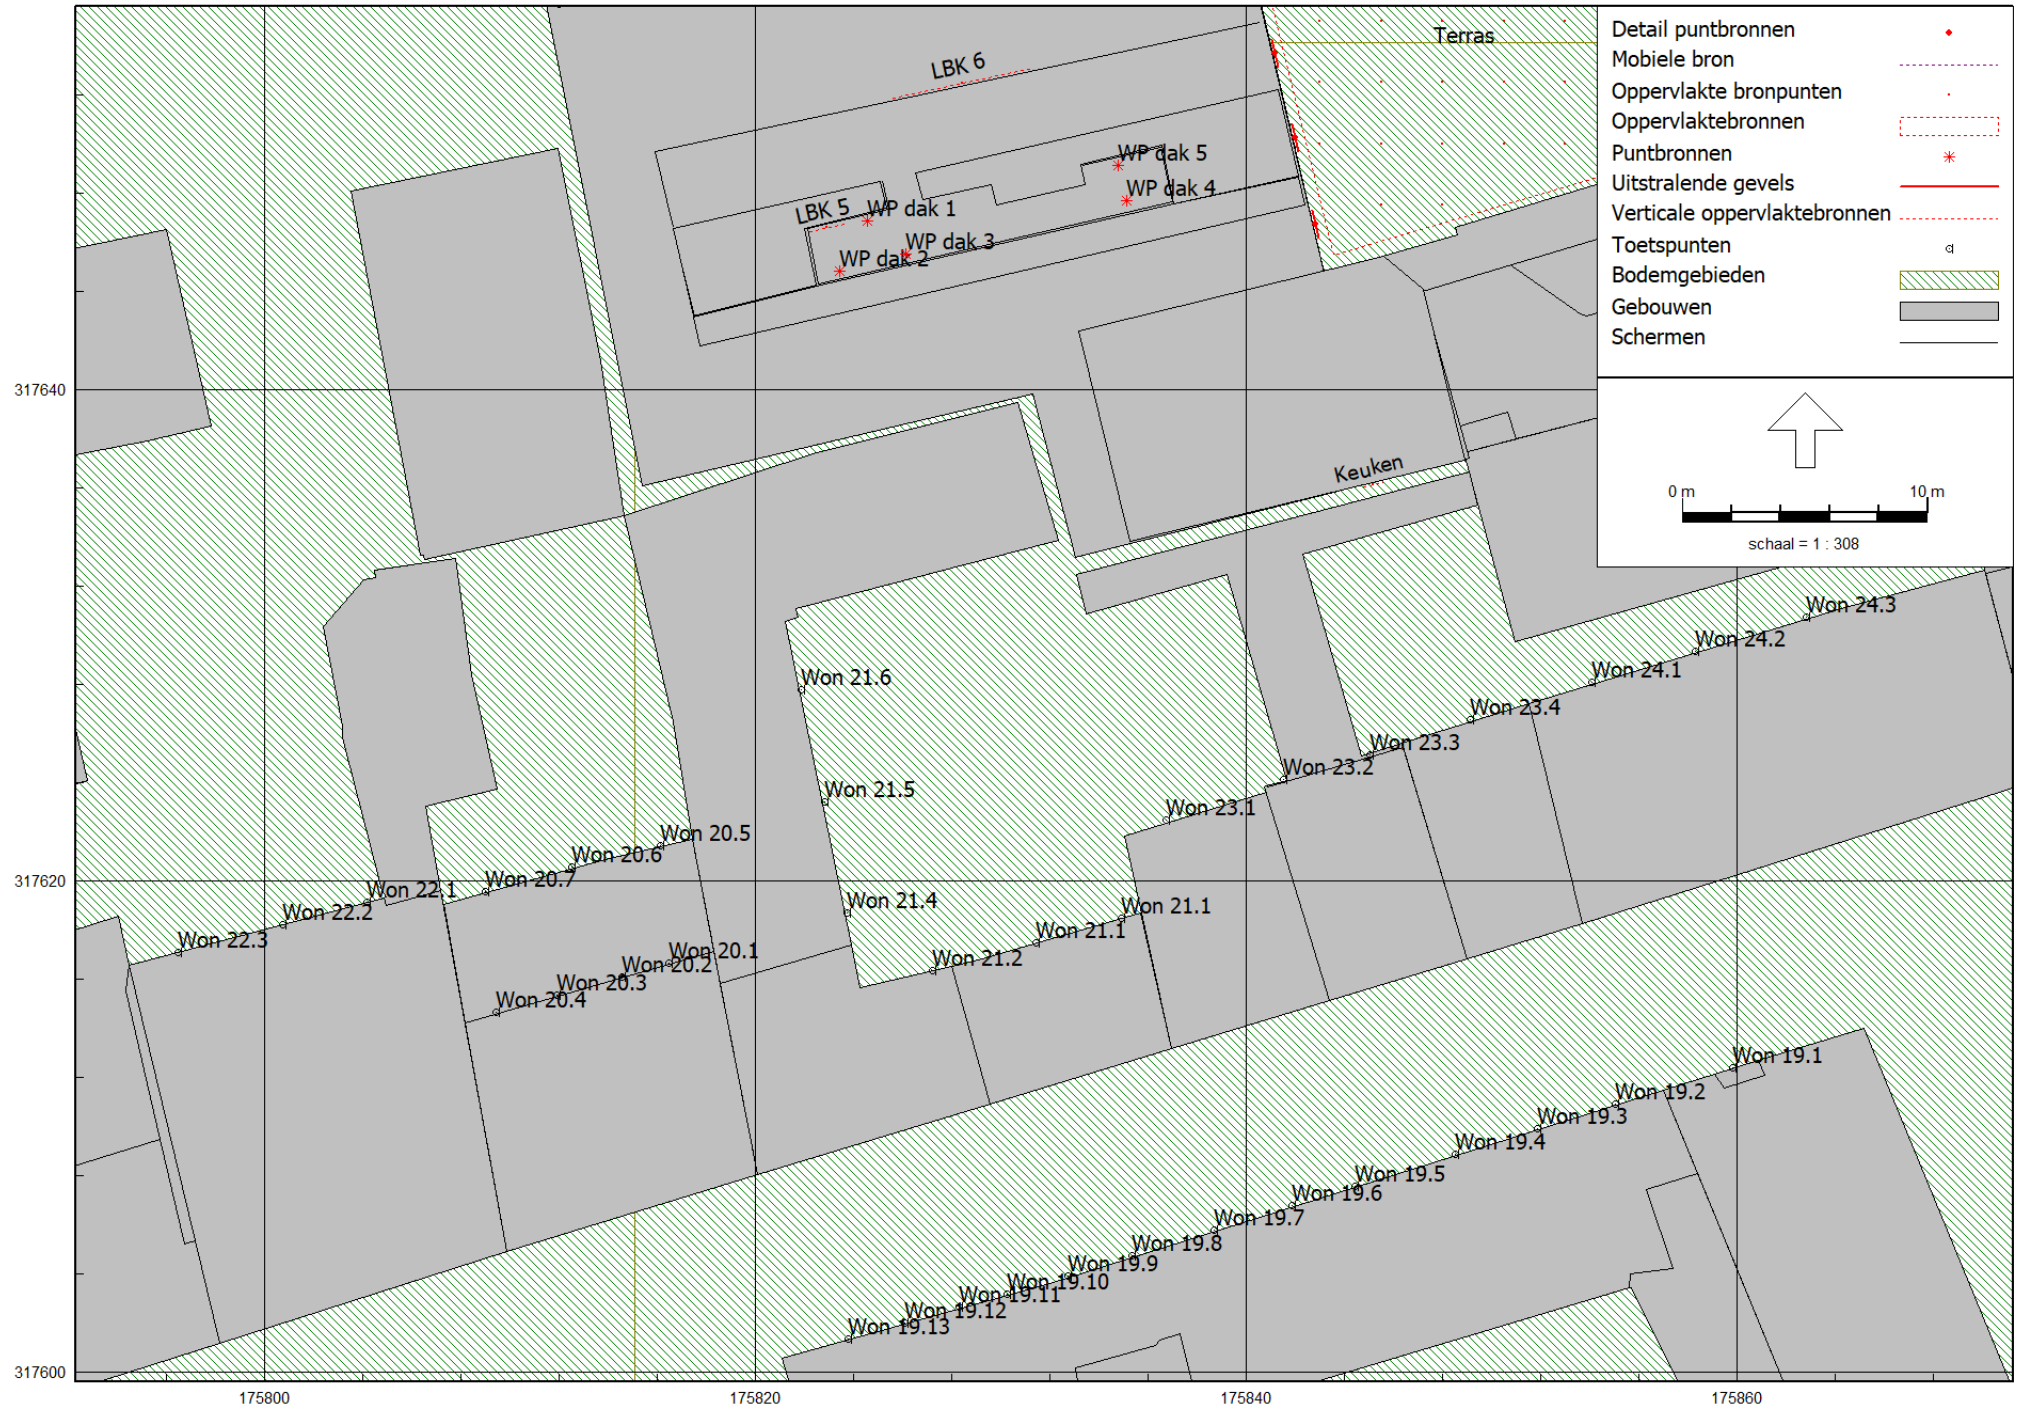 Detail puntbronnen
Mobiele bron
Oppervlakte bronpunten
Oppervlaktebronnen
Puntbronnen
Uitstralende gevels
Verticale oppervlaktebronnen
Toetspunten
Bodemgebieden
Gebouwen
Schermen
0 m 10 m
schaal = 1 : 308
Terras
LBK 6
WP dak 5
WP dak 4
LBK 5
WP dak 1
WP dak 3
WP dak 2
317640
Keuken
Won 24.3
Won 24.2
Won 24.1
Won 21.6
Won 23.4
Won 23.3
Won 23.2
Won 21.5
Won 23.1
Won 20.5
Won 20.6
317620
Won 20.7
Won 22.1
Won 22.2
Won 21.4
Won 21.1
Won 22.3
Won 21.1
Won 20.1
Won 21.2
Won 20.2
Won 20.3
Won 20.4
Won 19.1
Won 19.2
Won 19.3
Won 19.4
Won 19.5
Won 19.6
Won 19.7
Won 19.8
Won 19.9
Won 19.10
Won 19.11
Won 19.12
Won 19.13
317600
175800 175820 175840 175860